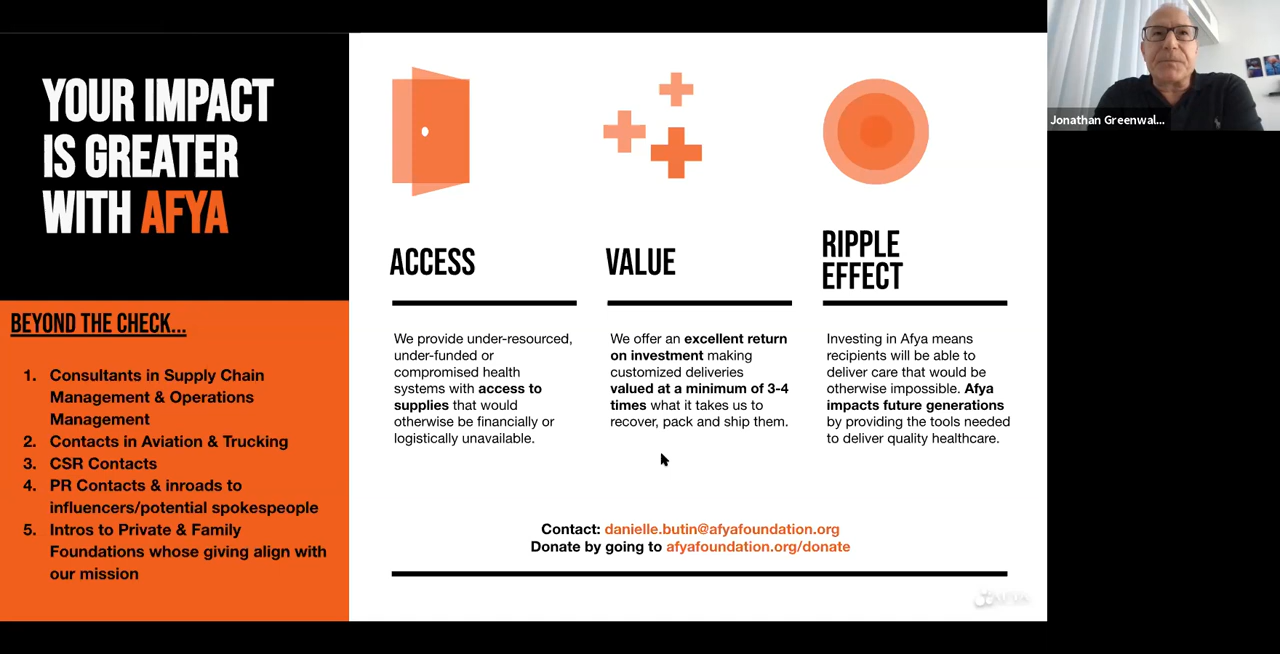 YOUR IMPACT
IS GREATER
WITH AFYA
BEYOND THE CHECK...
1. Consultants in Supply Chain
Management & Operations
Management
2. Contacts in Aviation & Trucking
3. CSR Contacts
4. PR Contacts & inroads to
influencers/potential spokespeople
5. Intros to Private & Family
Foundations whose giving align with
our mission
ACCESS
We provide under-resourced,
under-funded or
compromised health
systems with access to
supplies that would
otherwise be financially or
logistically unavailable.
VALUE
We offer an excellent return
on investment making
customized deliveries
valued at a minimum of 3-4
times what it takes us to
recover, pack and ship them.
RIPPLE
EFFECT
Investing in Afya means
recipients will be able to
deliver care that would be
otherwise impossible. Afya
impacts future generations
by providing the tools needed
to deliver quality healthcare.
Contact: danielle.butin@afyafoundation.org
Donate by going to afyafoundation.org/donate
AFYA
Jonathan Greenwal...